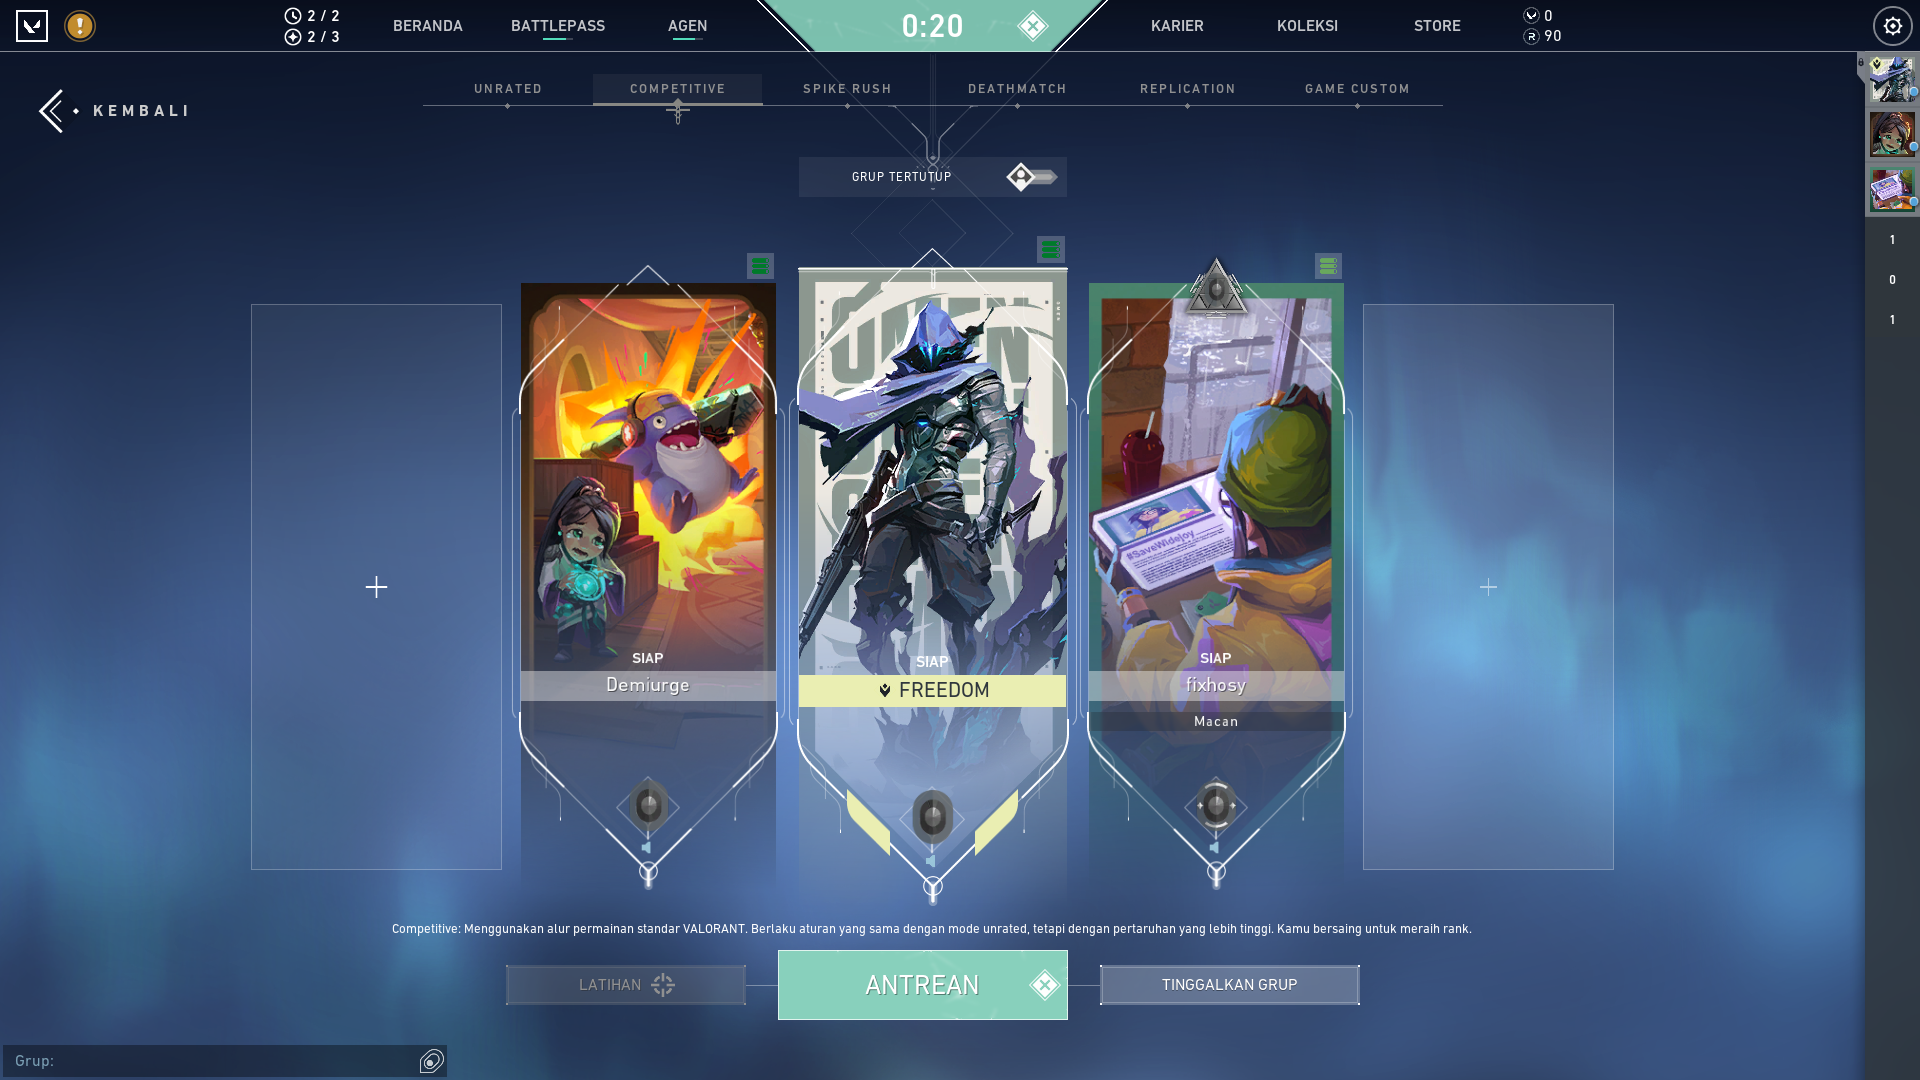 2 / 2
2 / 3
BERANDA
BATTLEPASS
AGEN
0:20
KARIER
KOLEKSI
STORE
0
90
KEMBALI
UNRATED
COMPETITIVE
SPIKE RUSH
DEATHMATCH
REPLICATION
GAME CUSTOM
GRUP TERTUTUP
1
0
1
OMEN
#SaveWidejoy
SIAP
Demiurge
SIAP
FREEDOM
SIAP
fixhosy
Macan
Competitive: Menggunakan alur permainan standar VALORANT. Berlaku aturan yang sama dengan mode unrated, tetapi dengan pertaruhan yang lebih tinggi. Kamu bersaing untuk meraih rank.
LATIHAN
ANTREAN
TINGGALKAN GRUP
Grup: